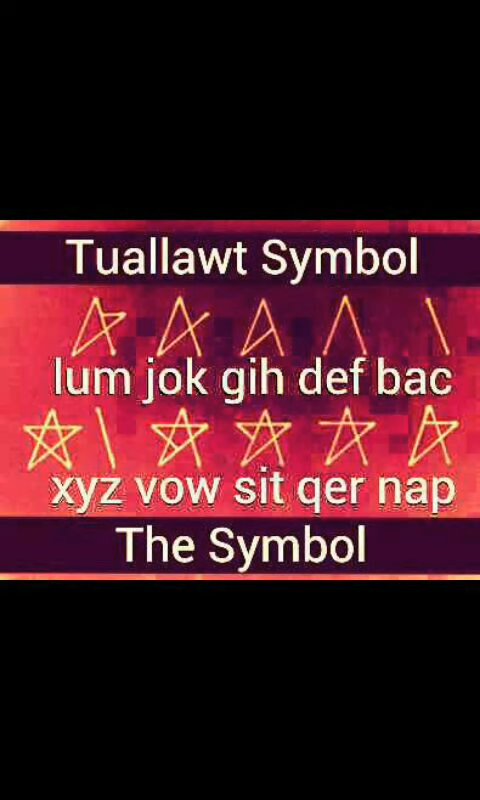 Tuallawt Symbol
lum jok gih def bac
xyz vow sit qer nap
The Symbol